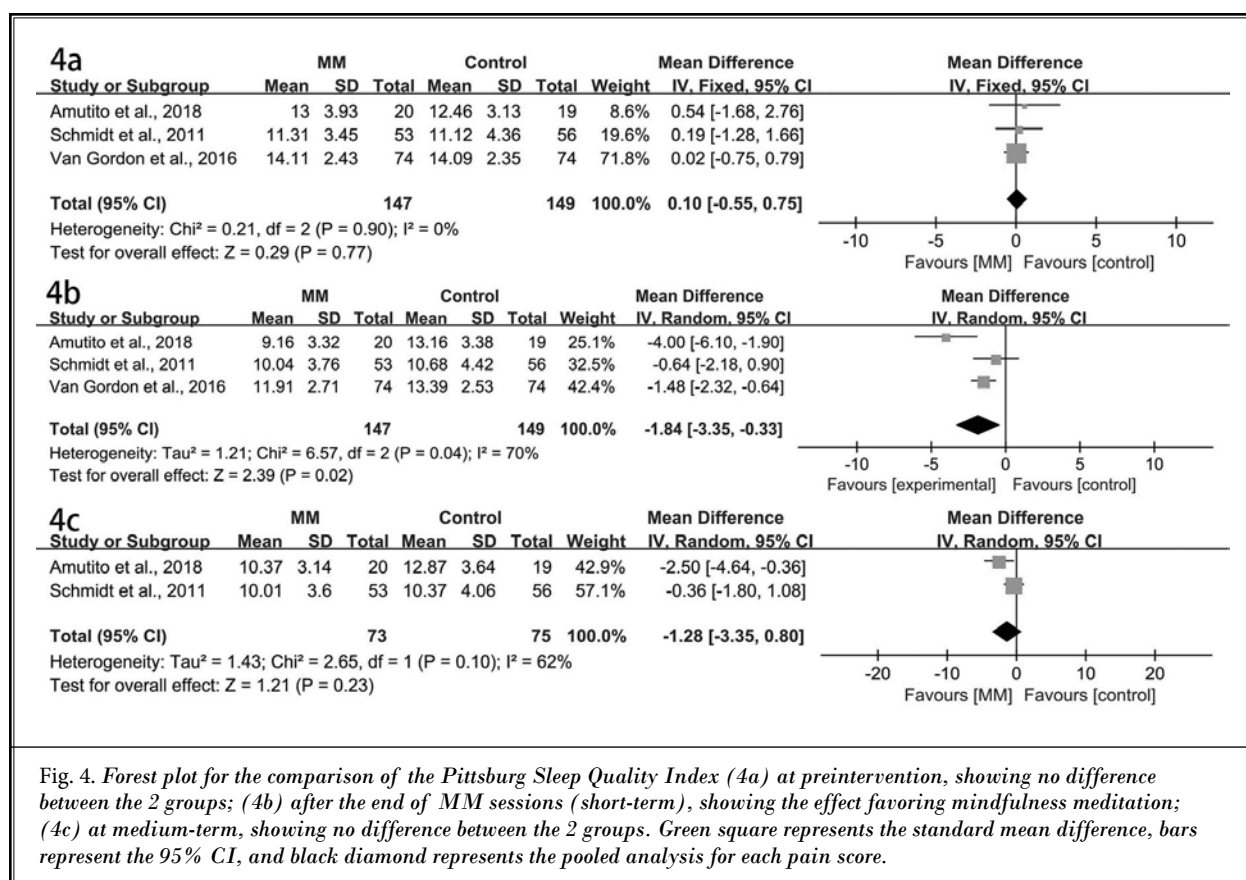 4a MM Control Mean Difference Mean Difference
Study or Subgroup Mean SD Total Mean SD Total Weight IV, Fixed, 95% CI IV, Fixed, 95% CI
Amutito et al., 2018 13 3.93 20 12.46 3.13 19 8.6% 0.54 [-1.68, 2.76]
Schmidt et al., 2011 11.31 3.45 53 11.12 4.36 56 19.6% 0.19 [-1.28, 1.66]
Van Gordon et al., 2016 14.11 2.43 74 14.09 2.35 74 71.8% 0.02 [-0.75, 0.79]
Total (95% CI) 147 149 100.0% 0.10 [-0.55, 0.75]
Heterogeneity: Chi² = 0.21, df = 2 (P = 0.90); I² = 0%
Test for overall effect: Z = 0.29 (P = 0.77)
-10 -5 0 5 10
Favours [MM] Favours [control]
4b MM Control Mean Difference Mean Difference
Study or Subgroup Mean SD Total Mean SD Total Weight IV, Random, 95% CI IV, Random, 95% CI
Amutito et al., 2018 9.16 3.32 20 13.16 3.38 19 25.1% -4.00 [-6.10, -1.90]
Schmidt et al., 2011 10.04 3.76 53 10.68 4.42 56 32.5% -0.64 [-2.18, 0.90]
Van Gordon et al., 2016 11.91 2.71 74 13.39 2.53 74 42.4% -1.48 [-2.32, -0.64]
Total (95% CI) 147 149 100.0% -1.84 [-3.35, -0.33]
Heterogeneity: Tau² = 1.21; Chi² = 6.57, df = 2 (P = 0.04); I² = 70%
Test for overall effect: Z = 2.39 (P = 0.02)
-10 -5 0 5 10
Favours [experimental] Favours [control]
4c MM Control Mean Difference Mean Difference
Study or Subgroup Mean SD Total Mean SD Total Weight IV, Random, 95% CI IV, Random, 95% CI
Amutito et al., 2018 10.37 3.14 20 12.87 3.64 19 42.9% -2.50 [-4.64, -0.36]
Schmidt et al., 2011 10.01 3.6 53 10.37 4.06 56 57.1% -0.36 [-1.80, 1.08]
Total (95% CI) 73 75 100.0% -1.28 [-3.35, 0.80]
Heterogeneity: Tau² = 1.43; Chi² = 2.65, df = 1 (P = 0.10); I² = 62%
Test for overall effect: Z = 1.21 (P = 0.23)
-20 -10 0 10 20
Favours [MM] Favours [control]
Fig. 4. Forest plot for the comparison of the Pittsburg Sleep Quality Index (4a) at preintervention, showing no difference
between the 2 groups; (4b) after the end of MM sessions (short-term), showing the effect favoring mindfulness meditation;
(4c) at medium-term, showing no difference between the 2 groups. Green square represents the standard mean difference, bars
represent the 95% CI, and black diamond represents the pooled analysis for each pain score.